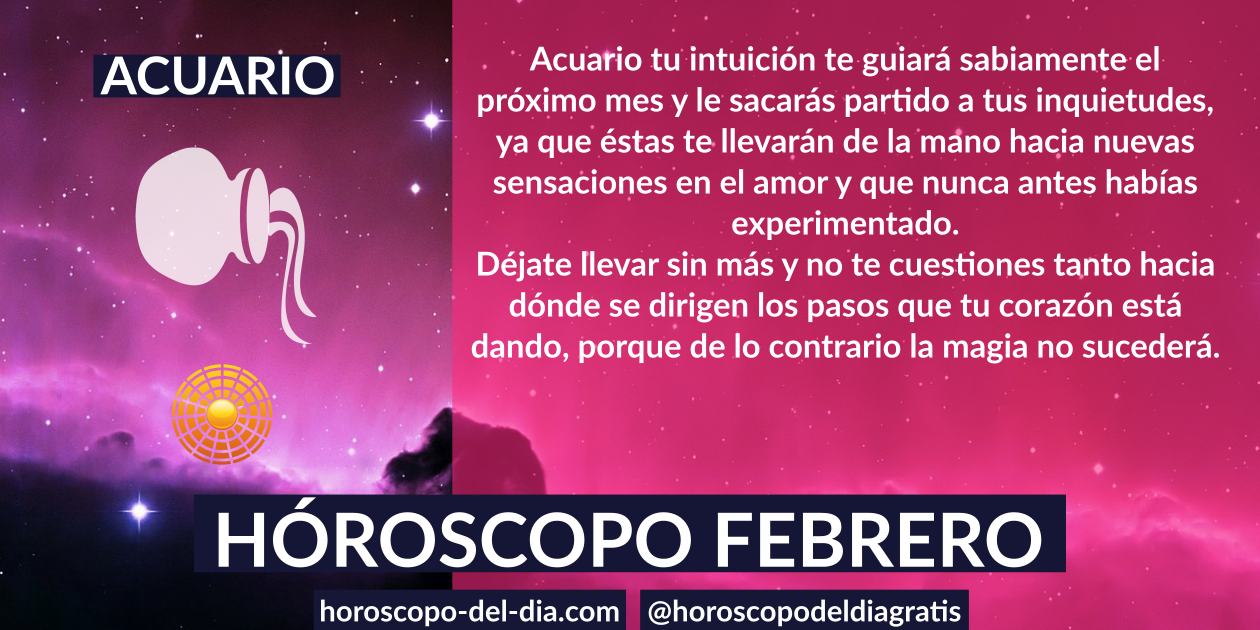 ACUARIO
Acuario tu intuición te guiará sabiamente el
próximo mes y le sacarás partido a tus inquietudes,
ya que éstas te llevarán de la mano hacia nuevas
sensaciones en el amor y que nunca antes habías
experimentado.
Déjate llevar sin más y no te cuestiones tanto hacia
dónde se dirigen los pasos que tu corazón está
dando, porque de lo contrario la magia no sucederá.
HÓROSCOPO FEBRERO
horoscopo-del-dia.com
@horoscopodeldiagratis